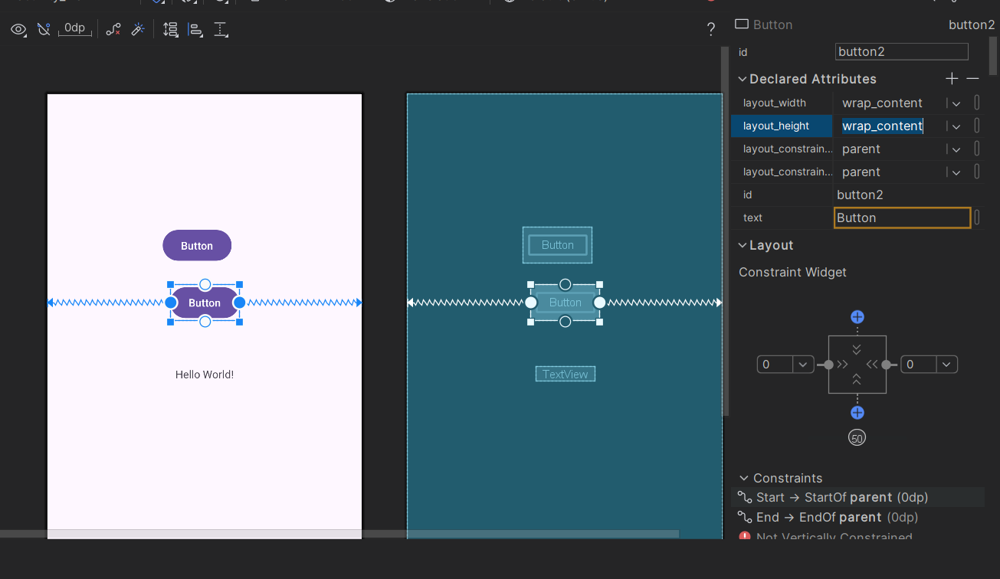 0dp
?
Button
button2
id
button2
Declared Attributes
layout_width
wrap_content
layout_height
wrap_content
layout_constrain...
parent
layout_constrain...
parent
id
button2
text
Button
Layout
Constraint Widget
0
0
50
Constraints
Start → StartOf parent (0dp)
End → EndOf parent (0dp)
Not Vertically Constrained
Button
Button
Hello World!
Button
Button
TextView